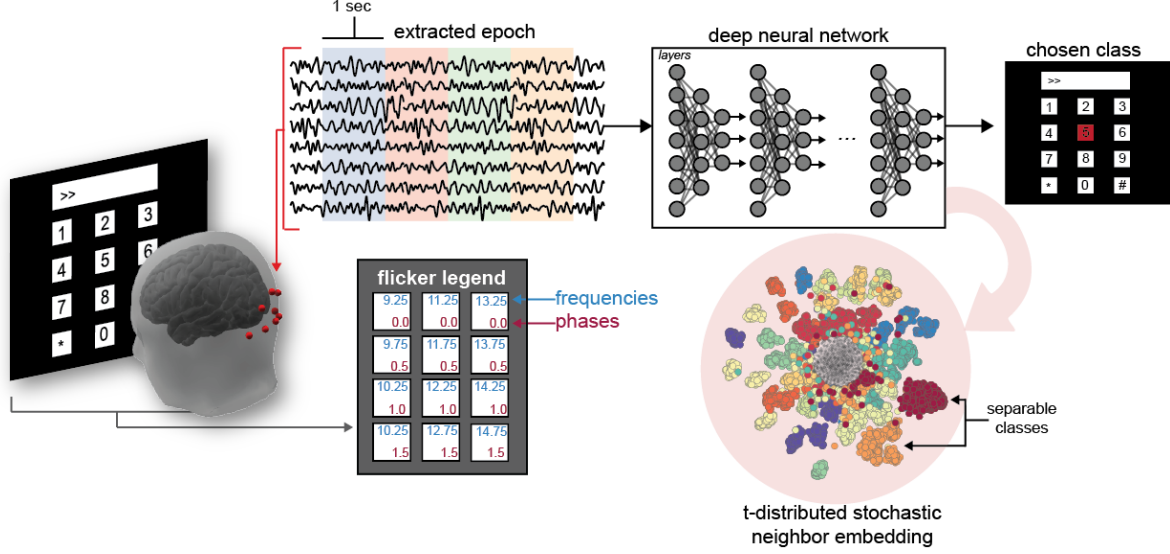 1 sec
extracted epoch
deep neural network
layers
...
chosen class
>>
1 2 3
4 5 6
7 8 9
* 0 #
>>
1 2 3
4 5 6
7 8
* 0
flicker legend
9.25 11.25 13.25
0.0 0.0 0.0
9.75 11.75 13.75
0.5 0.5 0.5
10.25 12.25 14.25
1.0 1.0 1.0
10.25 12.75 14.75
1.5 1.5 1.5
frequencies
phases
separable
classes
t-distributed stochastic
neighbor embedding